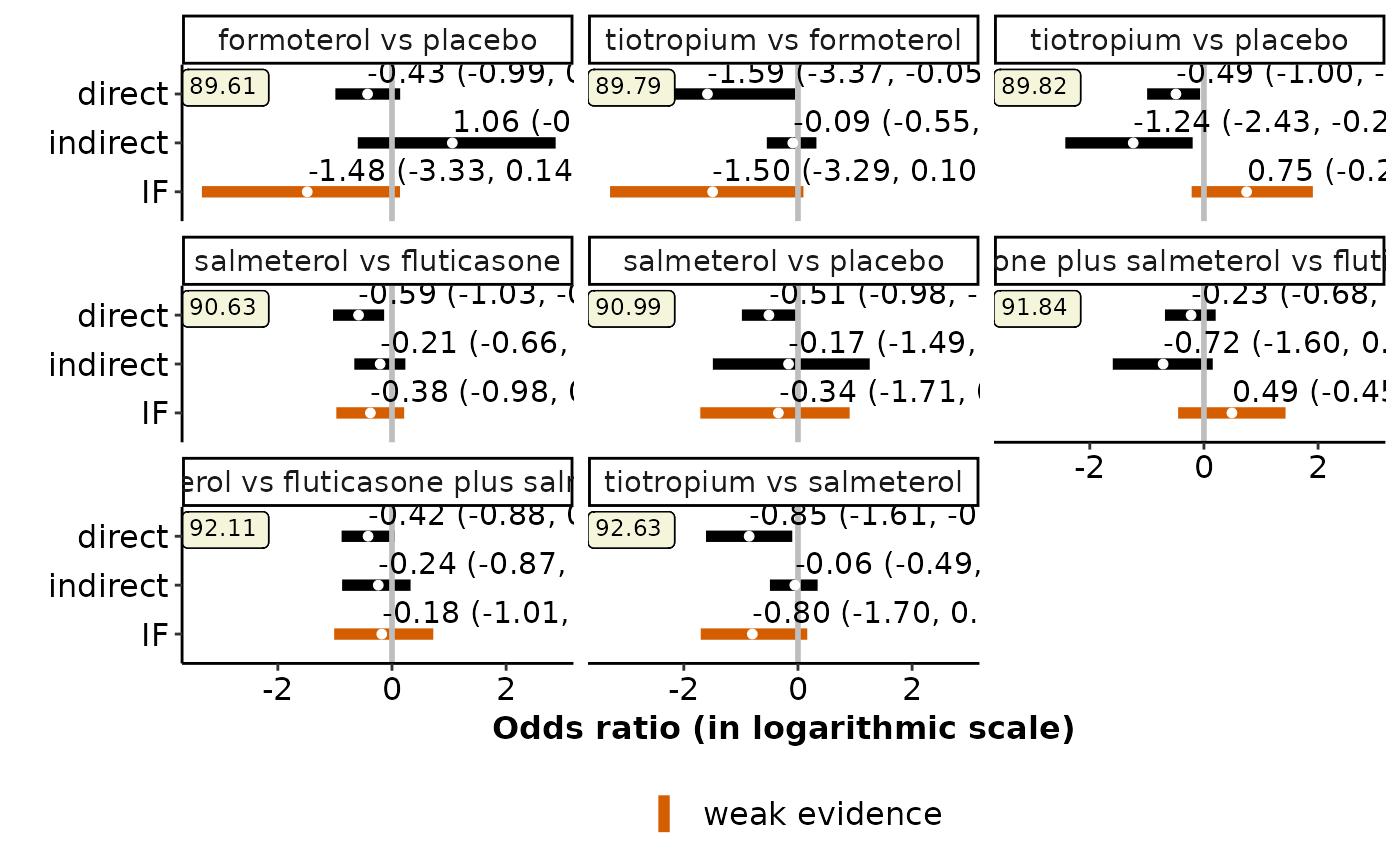 formoterol vs placebo
tiotropium vs formoterol
tiotropium vs placebo
direct
89.61
-0.43 (-0.99, 0
indirect
1.06 (-0
IF
-1.48 (-3.33, 0.14
89.79
-1.59 (-3.37, -0.05
-0.09 (-0.55,
-1.50 (-3.29, 0.10
89.82
-0.49 (-1.00, -
-1.24 (-2.43, -0.2
0.75 (-0.2
salmeterol vs fluticasone
salmeterol vs placebo
one plus salmeterol vs fluti
direct
90.63
-0.59 (-1.03, -0
indirect
-0.21 (-0.66,
IF
-0.38 (-0.98, 0
90.99
-0.51 (-0.98, -
-0.17 (-1.49,
-0.34 (-1.71, 0
91.84
-0.23 (-0.68,
-0.72 (-1.60, 0.
0.49 (-0.45
-2 0 2
erol vs fluticasone plus saln
tiotropium vs salmeterol
direct
92.11
-0.42 (-0.88, 0
indirect
-0.24 (-0.87,
IF
-0.18 (-1.01,
92.63
-0.85 (-1.61, -0
-0.06 (-0.49,
-0.80 (-1.70, 0.
-2 0 2
-2 0 2
Odds ratio (in logarithmic scale)
weak evidence